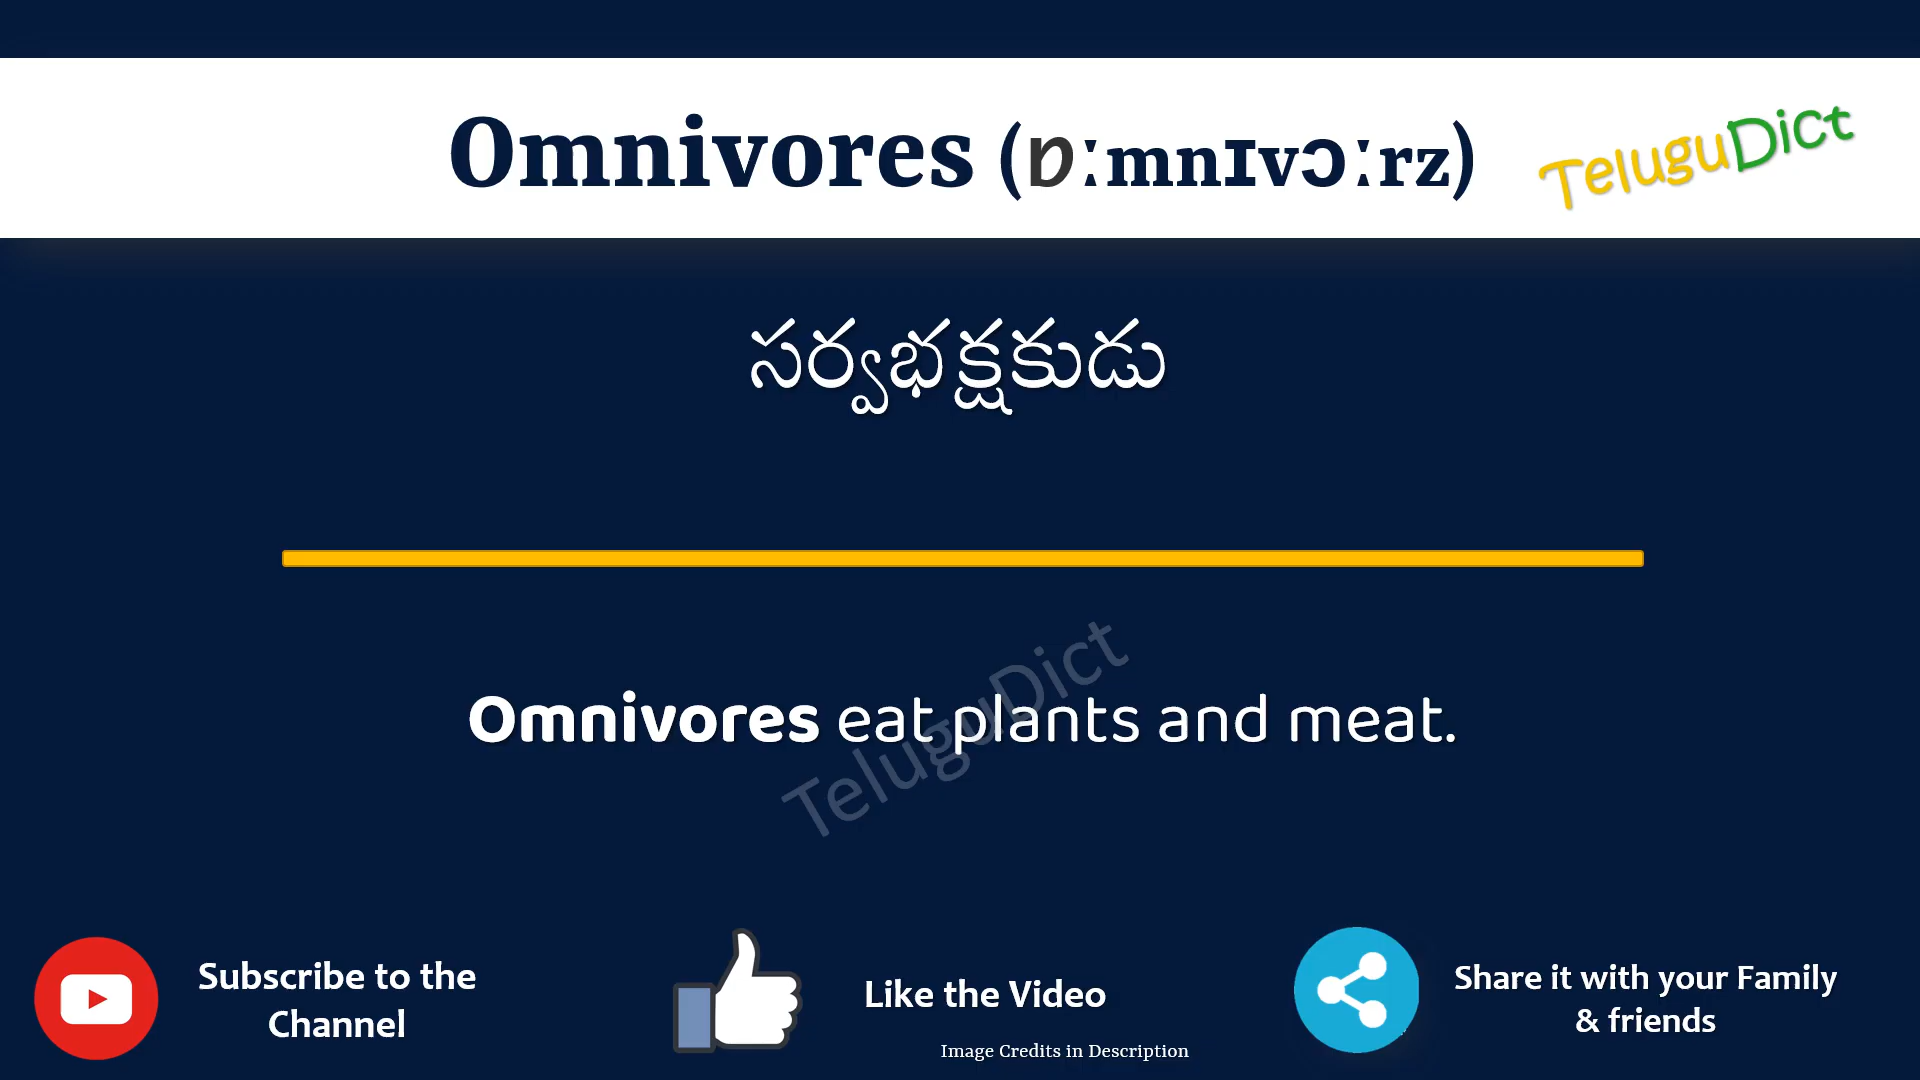 Omnivores (ɒːmnɪvɔːrz)
TeluguDict
సర్వభక్షకుడు
Omnivores eat plants and meat.
TeluguDict
Subscribe to the
Channel
Like the Video
Share it with your Family
& friends
Image Credits in Description